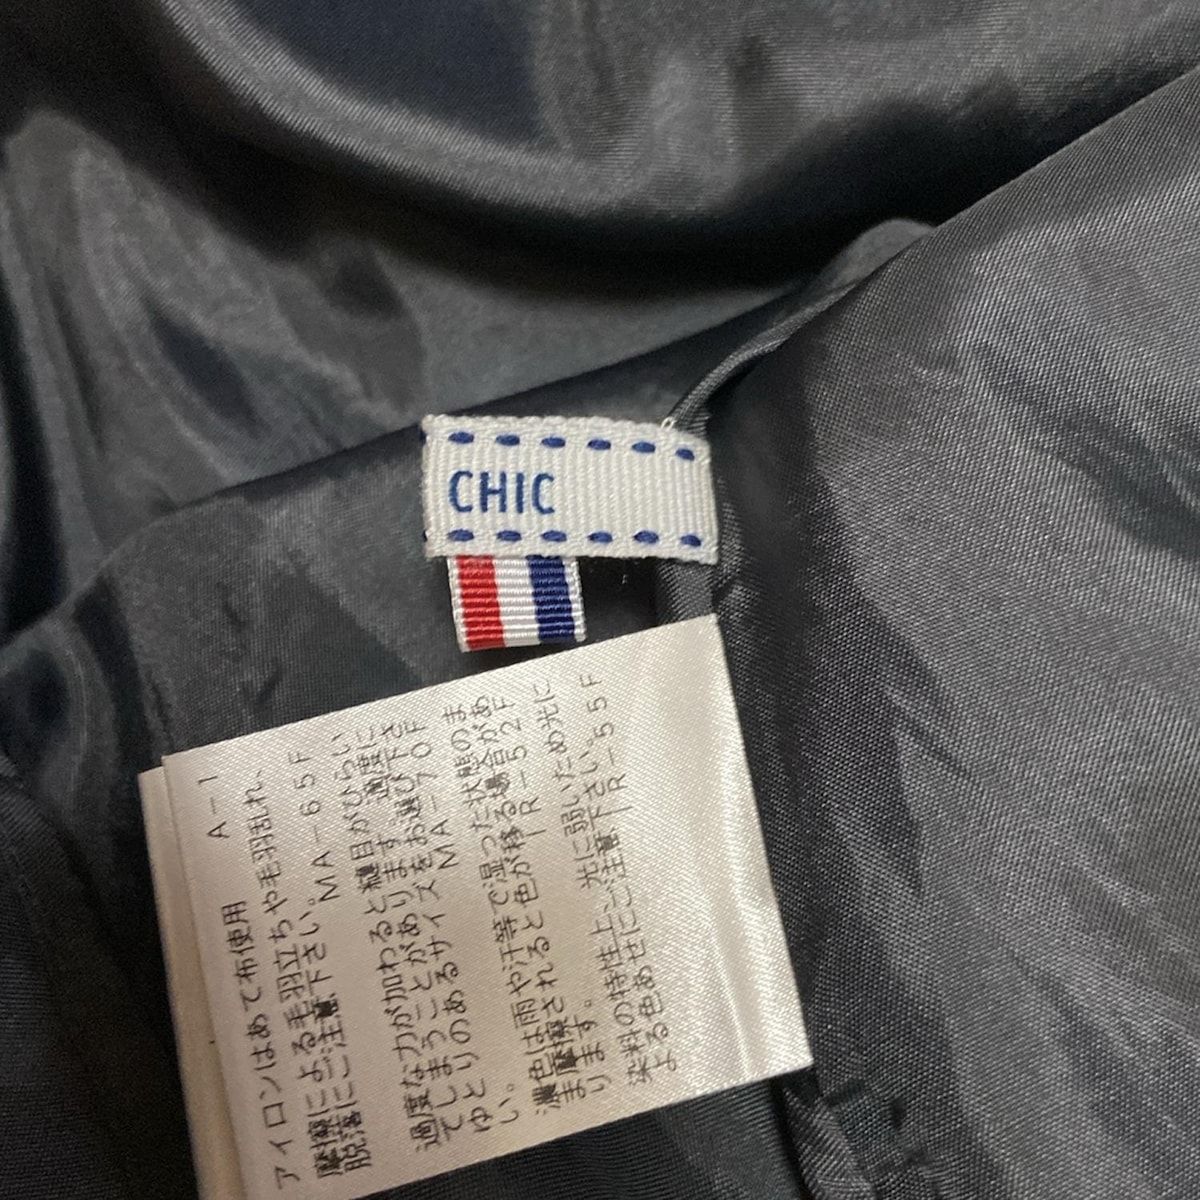 CHIC
アイロンはあて布使用
A-1
摩擦による毛羽立ちや毛羽乱れ、
脱落にご注意下さい。
MA-65F
過度な力が加わると縫目がひらい
てしまうことがあります。過度に
ゆとりのあるサイズをお選び下さ
い。
MA-70F
濃色は雨や汗等で湿った状態のま
ま摩擦されると色が移る場合があ
ります。
IR-52F
染料の特性上、光に弱いため光に
よる色あせにご注意下さい。
IR-55F